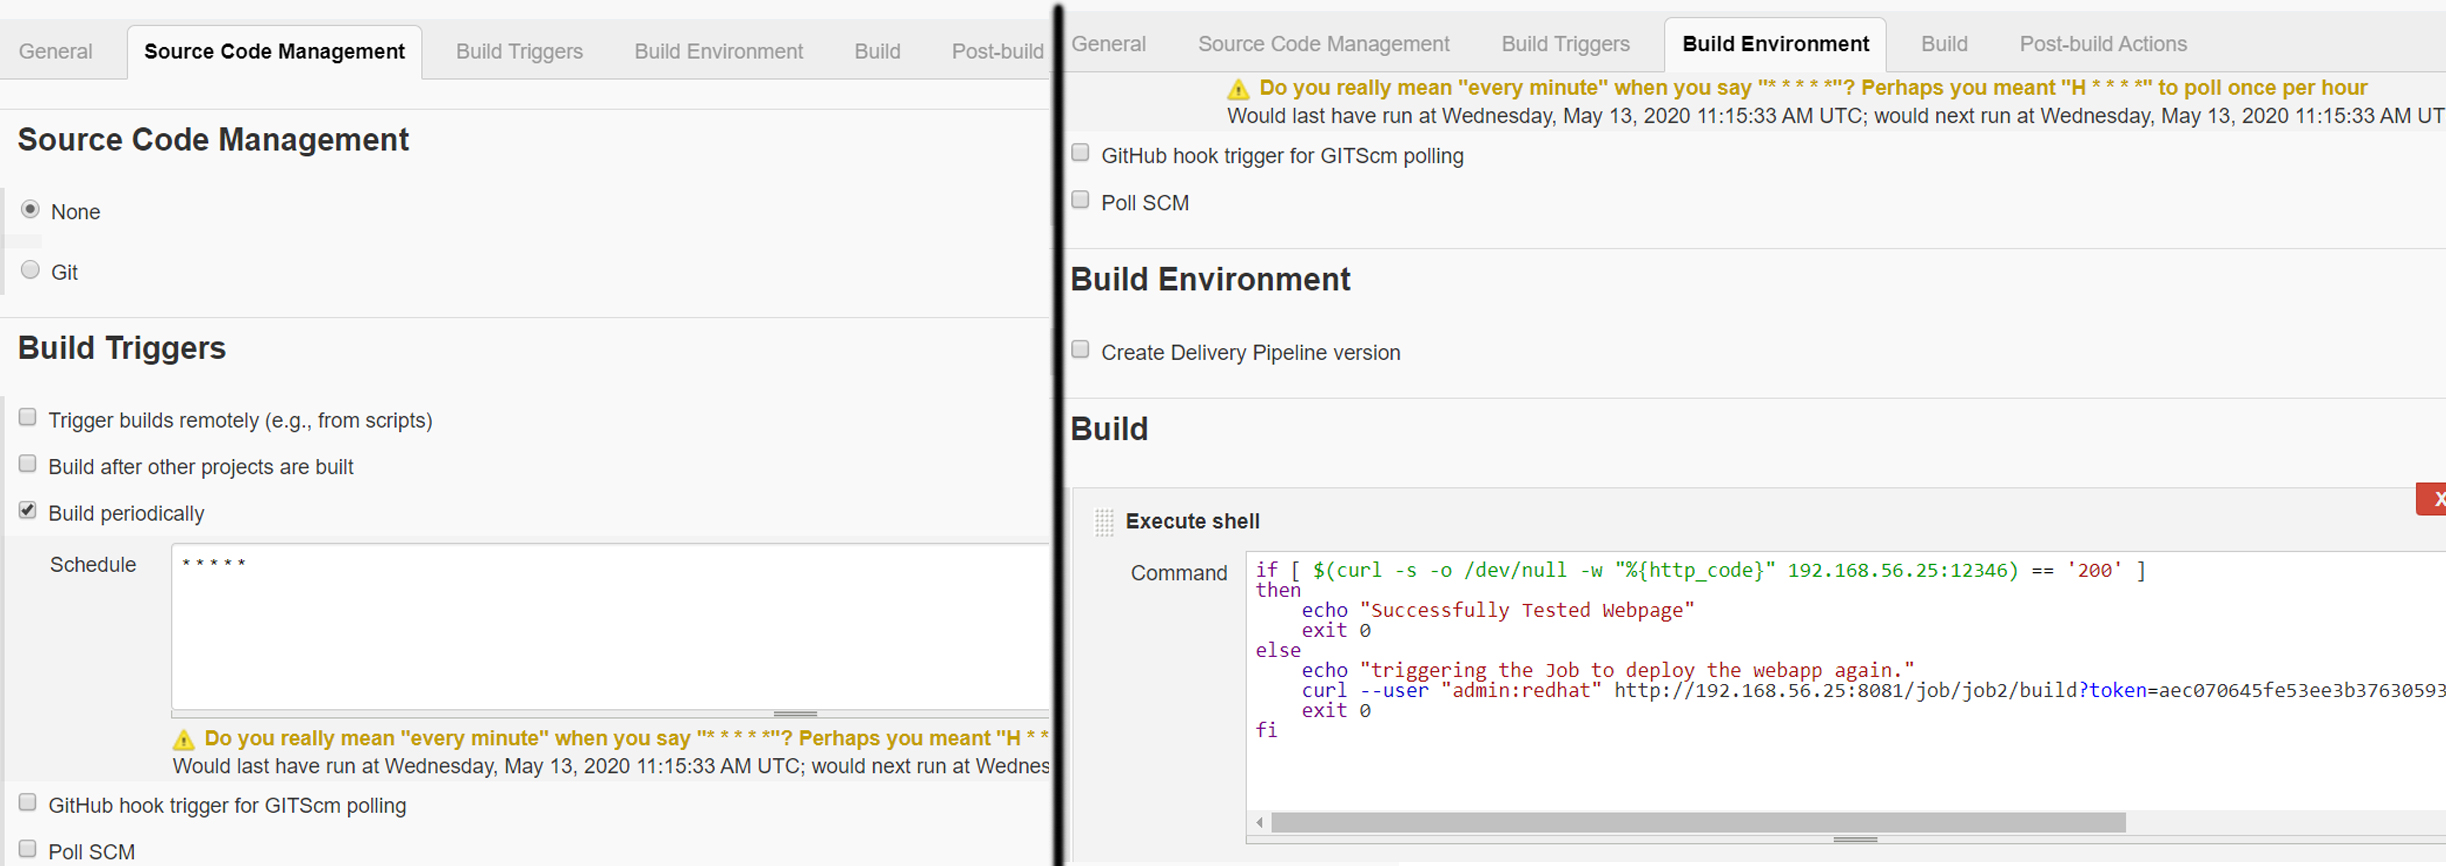 General Source Code Management Build Triggers Build Environment Build Post-build
Source Code Management
None
Git
Build Triggers
Trigger builds remotely (e.g., from scripts)
Build after other projects are built
Build periodically
Schedule
* * * * *
Do you really mean "every minute" when you say "* * * * *"? Perhaps you meant "H * *
Would last have run at Wednesday, May 13, 2020 11:15:33 AM UTC; would next run at Wednes
GitHub hook trigger for GITScm polling
Poll SCM
General Source Code Management Build Triggers Build Environment Build Post-build Actions
Do you really mean "every minute" when you say "* * * * *"? Perhaps you meant "H * * * *" to poll once per hour
Would last have run at Wednesday, May 13, 2020 11:15:33 AM UTC; would next run at Wednesday, May 13, 2020 11:15:33 AM UT
GitHub hook trigger for GITScm polling
Poll SCM
Build Environment
Create Delivery Pipeline version
Build
X
Execute shell
Command
if [ $(curl -s -o /dev/null -w "%{http_code}" 192.168.56.25:12346) == '200' ]
then
echo "Successfully Tested Webpage"
exit 0
else
echo "triggering the Job to deploy the webapp again."
curl --user "admin:redhat" http://192.168.56.25:8081/job/job2/build?token=aec070645fe53ee3b37630593
exit 0
fi